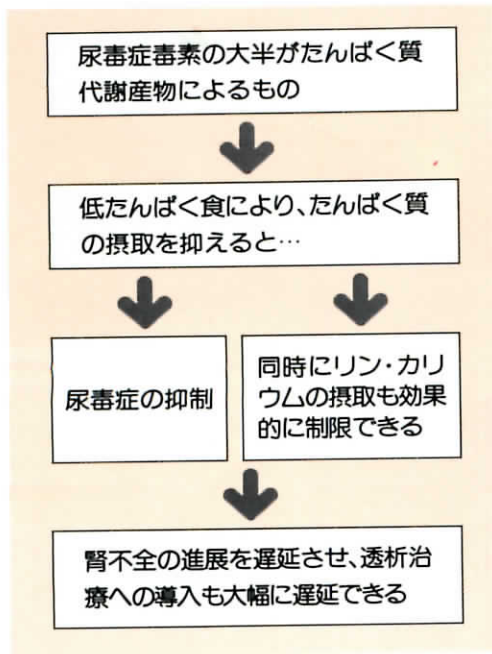 尿毒症毒素の大半がたんぱく質
代謝産物によるもの
低たんぱく食により、たんぱく質
の摂取を抑えると…
尿毒症の抑制
同時にリン・カリ
ウムの摂取も効果
的に制限できる
腎不全の進展を遅延させ、透析治
療への導入も大幅に遅延できる